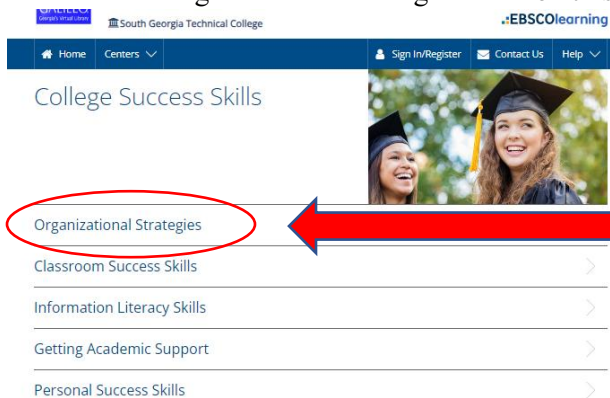 GALILEO
Georgia's Virtual Library
South Georgia Technical College
.:EBSCOlearning
Home Centers Sign In/Register Contact Us Help
College Success Skills
Organizational Strategies
Classroom Success Skills
Information Literacy Skills
Getting Academic Support
Personal Success Skills